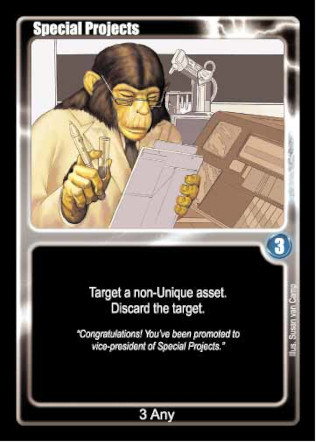 Special Projects
3
Target a non-Unique asset.
Discard the target.
"Congratulations! You've been promoted to
vice-president of Special Projects."
Illus. Susan van Camp
3 Any